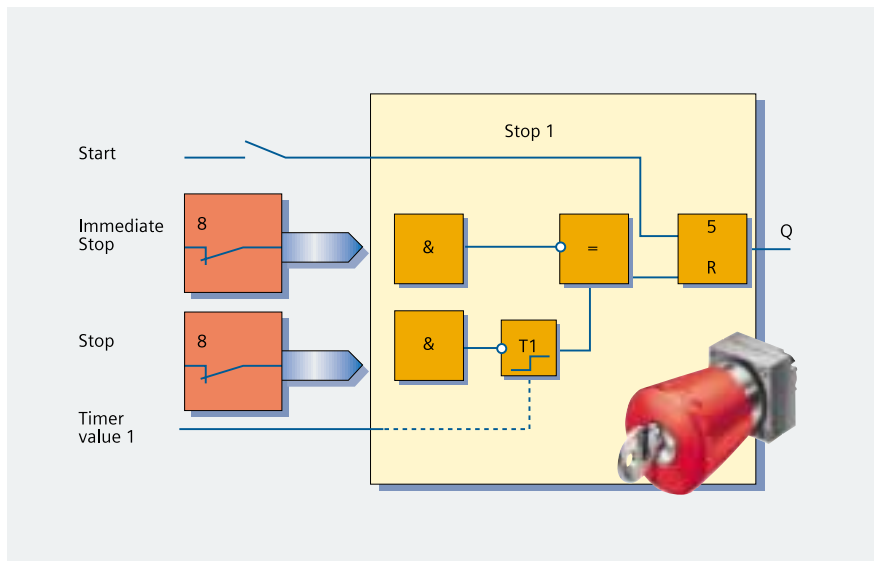 Stop 1
Start
Immediate
Stop
8
&
=
5
R
Q
Stop
8
&
T1
Timer
value 1